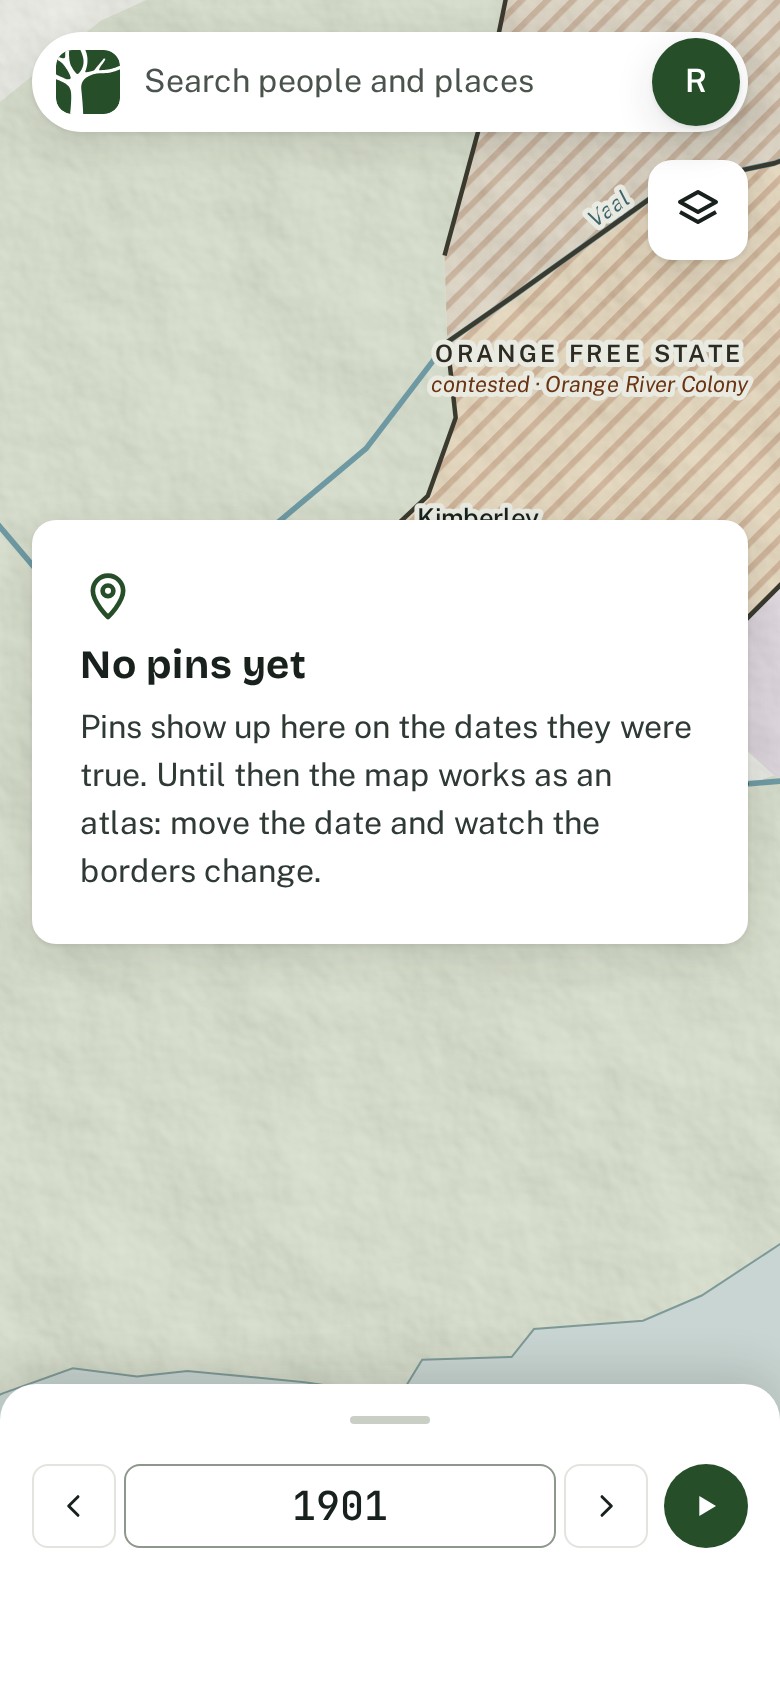 Search people and places
R
Vaal
ORANGE FREE STATE
contested · Orange River Colony
Kimberley
No pins yet
Pins show up here on the dates they were
true. Until then the map works as an
atlas: move the date and watch the
borders change.
1901